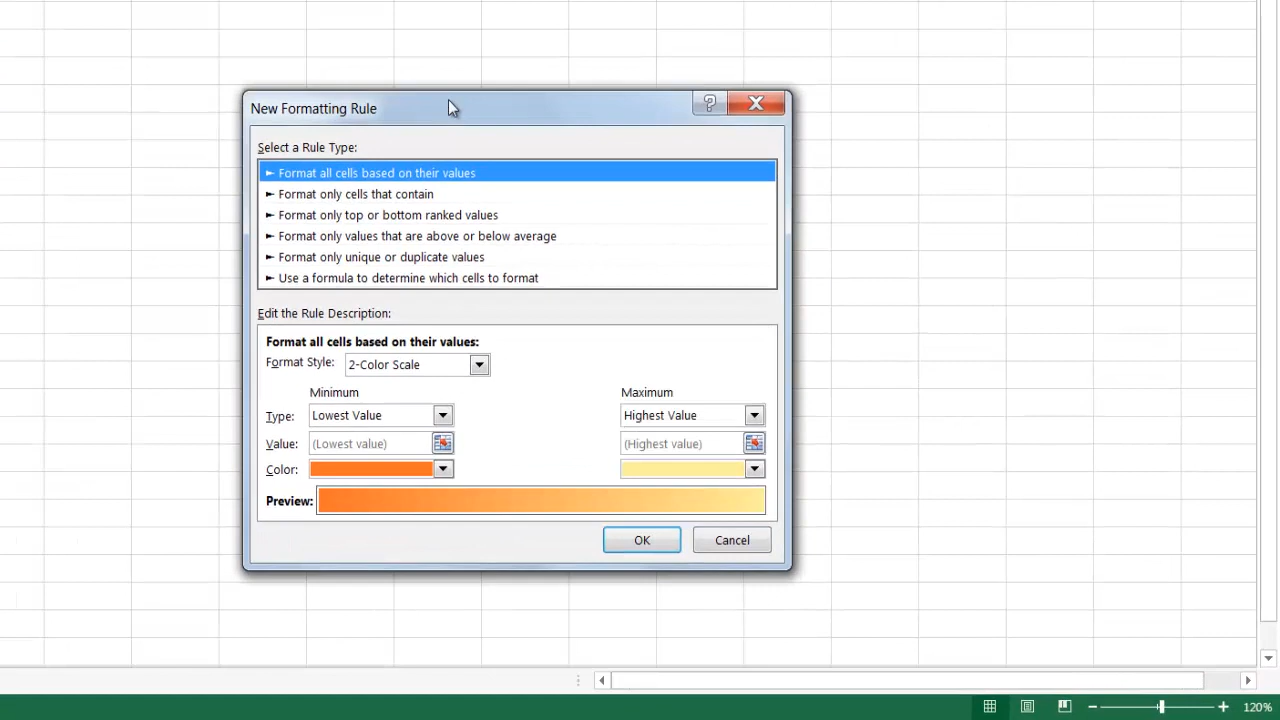 New Formatting Rule
?
Select a Rule Type:
► Format all cells based on their values
► Format only cells that contain
► Format only top or bottom ranked values
► Format only values that are above or below average
► Format only unique or duplicate values
► Use a formula to determine which cells to format
Edit the Rule Description:
Format all cells based on their values:
Format Style: 2-Color Scale
Minimum Maximum
Type: Lowest Value Highest Value
Value: (Lowest value) (Highest value)
Color:
Preview:
OK Cancel
120%